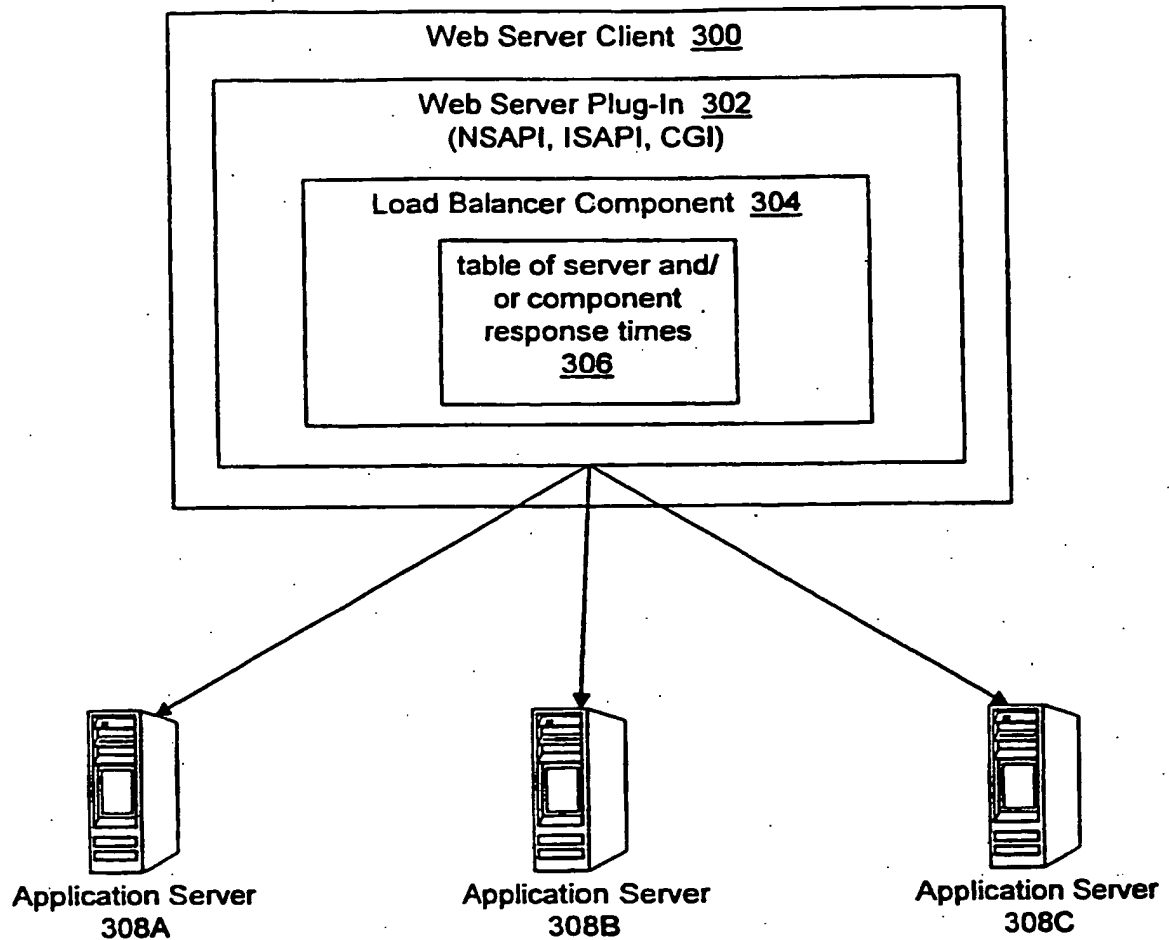 Web Server Client 300
Web Server Plug-In 302
(NSAPI, ISAPI, CGI)
Load Balancer Component 304
table of server and/
or component
response times
306
Application Server
308A
Application Server
308B
Application Server
308C